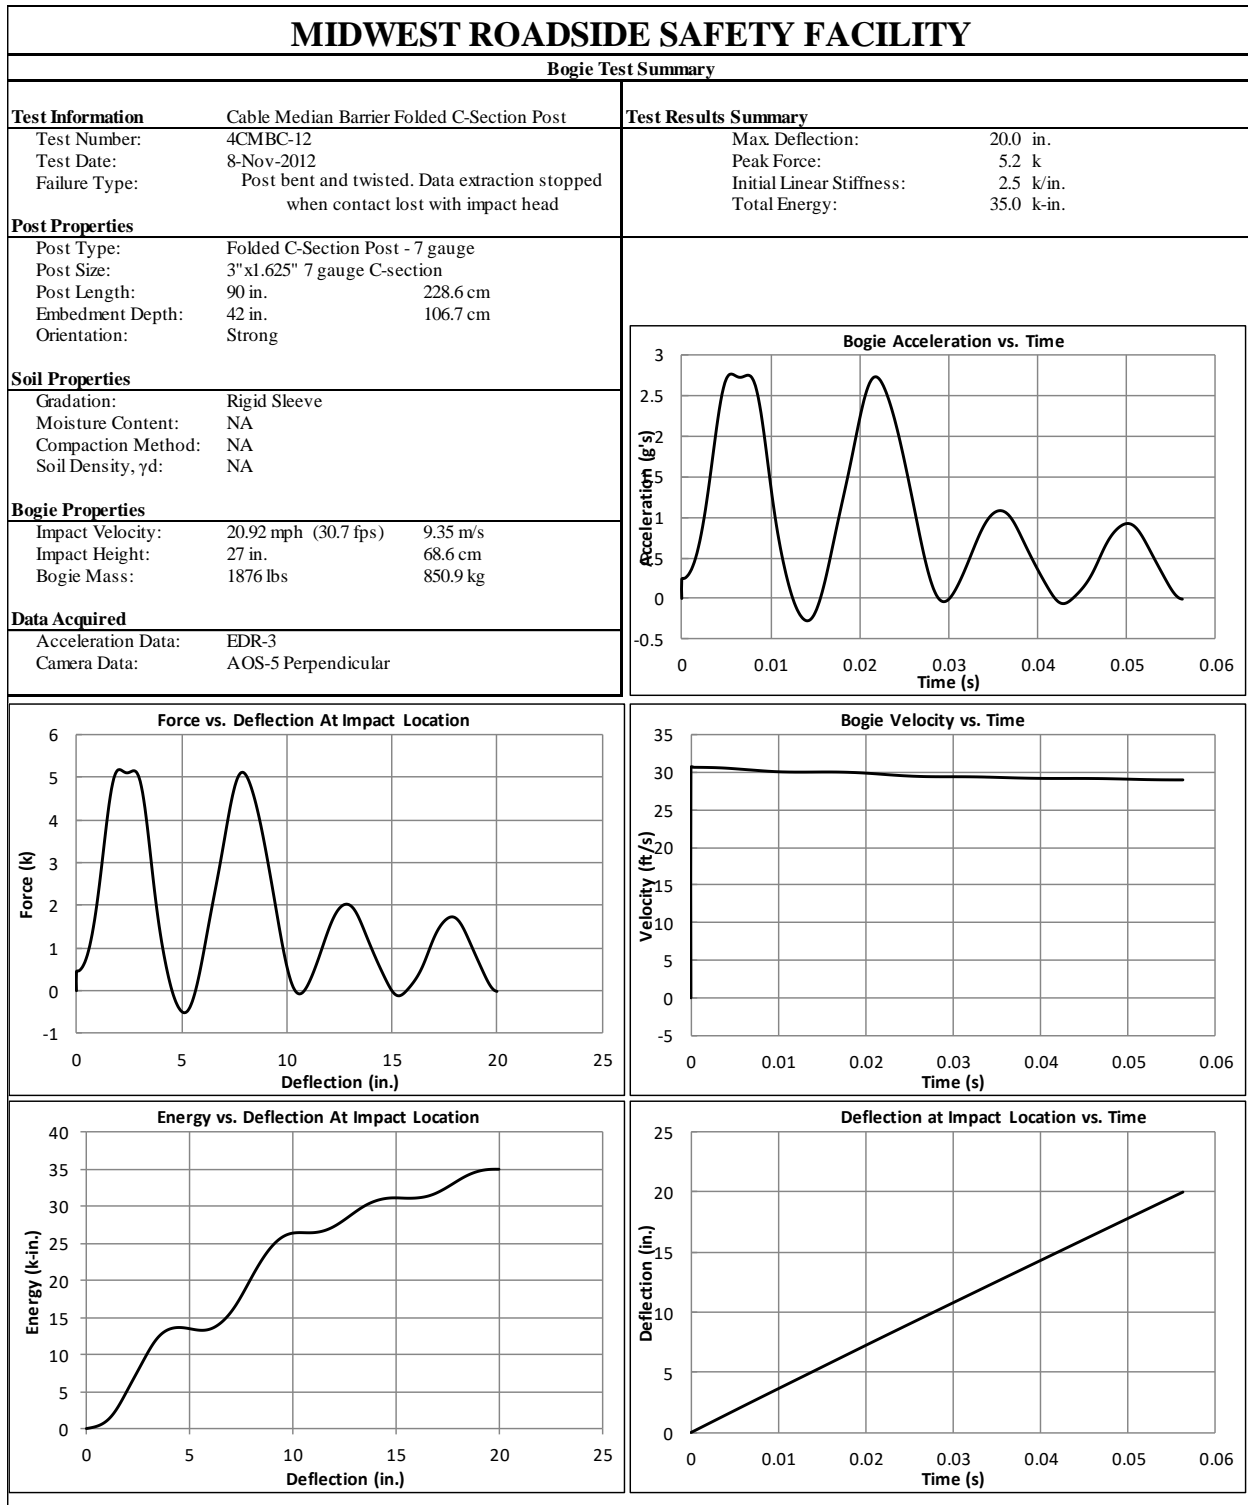 MIDWEST ROADSIDE SAFETY FACILITY
Bogie Test Summary
Test Information Cable Median Barrier Folded C-Section Post
Test Number: 4CMBC-12
Test Date: 8-Nov-2012
Failure Type: Post bent and twisted. Data extraction stopped
when contact lost with impact head
Post Properties
Post Type: Folded C-Section Post - 7 gauge
Post Size: 3"x1.625" 7 gauge C-section
Post Length: 90 in. 228.6 cm
Embedment Depth: 42 in. 106.7 cm
Orientation: Strong
Soil Properties
Gradation: Rigid Sleeve
Moisture Content: NA
Compaction Method: NA
Soil Density, γd: NA
Bogie Properties
Impact Velocity: 20.92 mph (30.7 fps) 9.35 m/s
Impact Height: 27 in. 68.6 cm
Bogie Mass: 1876 lbs 850.9 kg
Data Acquired
Acceleration Data: EDR-3
Camera Data: AOS-5 Perpendicular
Test Results Summary
Max. Deflection: 20.0 in.
Peak Force: 5.2 k
Initial Linear Stiffness: 2.5 k/in.
Total Energy: 35.0 k-in.
Bogie Acceleration vs. Time
3
2.5
2
1.5
1
0.5
0
-0.5
Acceleration (g's)
0 0.01 0.02 0.03 0.04 0.05 0.06
Time (s)
Force vs. Deflection At Impact Location
6
5
4
3
2
1
0
-1
Force (k)
0 5 10 15 20 25
Deflection (in.)
Bogie Velocity vs. Time
35
30
25
20
15
10
5
0
-5
Velocity (ft/s)
0 0.01 0.02 0.03 0.04 0.05 0.06
Time (s)
Energy vs. Deflection At Impact Location
40
35
30
25
20
15
10
5
0
Energy (k-in.)
0 5 10 15 20 25
Deflection (in.)
Deflection at Impact Location vs. Time
25
20
15
10
5
0
Deflection (in.)
0 0.01 0.02 0.03 0.04 0.05 0.06
Time (s)